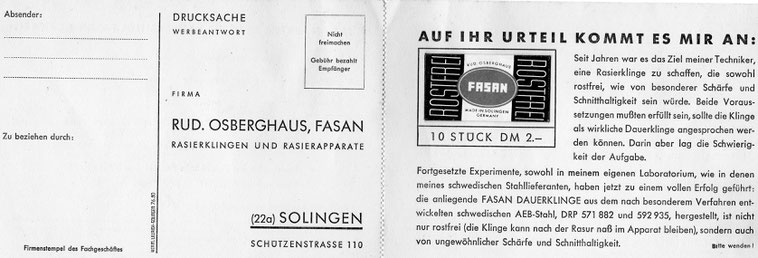 Absender:
Zu beziehen durch:
Firmenstempel des Fachgeschäftes
DRUCKSACHE
WERBEANTWORT
Nicht
freimachen
Gebühr bezahlt
Empfänger
FIRMA
RUD. OSBERGHAUS, FASAN
RASIERKLINGEN UND RASIERAPPARATE
(22a) SOLINGEN
SCHÜTZENSTRASSE 110
AUF IHR URTEIL KOMMT ES MIR AN:
ROSTFREI
RUD. OSBERGHAUS
FASAN
MADE IN SOLINGEN
GERMANY
ROSTFREI
10 STÜCK DM 2.–
Seit Jahren war es das Ziel meiner Techniker,
eine Rasierklinge zu schaffen, die sowohl
rostfrei, wie von besonderer Schärfe und
Schnitthaltigkeit sein würde. Beide Voraus-
setzungen mußten erfüllt sein, sollte die Klinge
als wirkliche Dauerklinge angesprochen wer-
den können. Darin aber lag die Schwierig-
keit der Aufgabe.
Fortgesetzte Experimente, sowohl in meinem eigenen Laboratorium, wie in denen
meines schwedischen Stahllieferanten, haben jetzt zu einem vollen Erfolg geführt:
die anliegende FASAN DAUERKLINGE aus dem nach besonderem Verfahren ent-
wickelten schwedischen AEB-Stahl, DRP 571 882 und 592 935, hergestellt, ist nicht
nur rostfrei (die Klinge kann nach der Rasur naß im Apparat bleiben), sondern auch
von ungewöhnlicher Schärfe und Schnitthaltigkeit.
Bitte wenden!